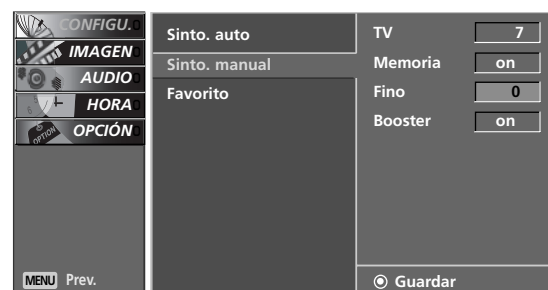 CONFIGU.
IMAGEN
AUDIO
HORA
OPTION OPCIÓN
MENU Prev.
Sinto. auto
Sinto. manual
Favorito
TV 7
Memoria on
Fino 0
Booster on
Guardar